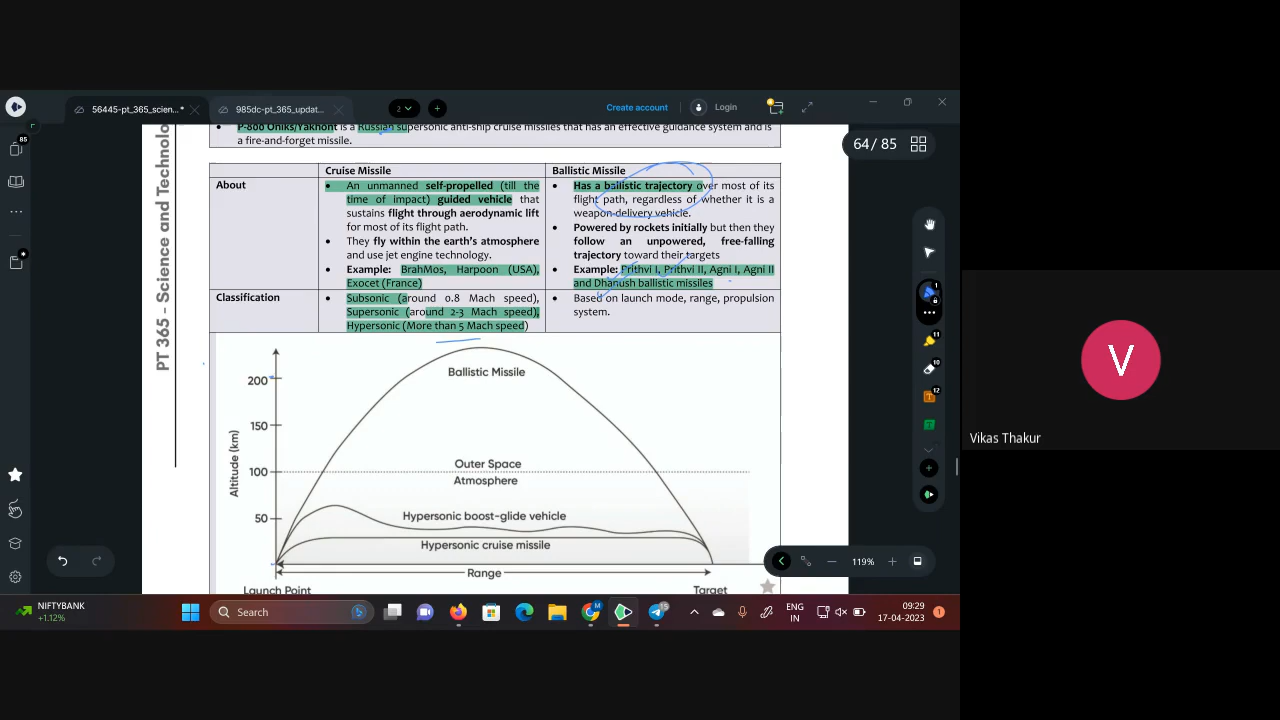 56445-pt_365_scien...*
985dc-pt_365_updat...
2
Create account
Login
64 / 85
85
PT 365 - Science and Technolo
P-800 Oniks/Yakhont is a Russian supersonic anti-ship cruise missiles that has an effective guidance system and is
a fire-and-forget missile.
Cruise Missile
Ballistic Missile
About
• An unmanned self-propelled (till the
time of impact) guided vehicle that
sustains flight through aerodynamic lift
for most of its flight path.
• They fly within the earth's atmosphere
and use jet engine technology.
• Example: BrahMos, Harpoon (USA),
Exocet (France)
• Has a ballistic trajectory over most of its
flight path, regardless of whether it is a
weapon-delivery vehicle.
• Powered by rockets initially but then they
follow an unpowered, free-falling
trajectory toward their targets
• Example: Prithvi I, Prithvi II, Agni I, Agni II
and Dhanush ballistic missiles
Classification
• Subsonic (around 0.8 Mach speed),
Supersonic (around 2-3 Mach speed),
Hypersonic (More than 5 Mach speed)
• Based on launch mode, range, propulsion
system.
Altitude (km)
200
150
100
50
Ballistic Missile
Outer Space
Atmosphere
Hypersonic boost-glide vehicle
Hypersonic cruise missile
Range
Launch Point
Target
1
11
10
12
119%
V
Vikas Thakur
NIFTYBANK
+1.12%
Search
ENG
IN
09:29
17-04-2023
1